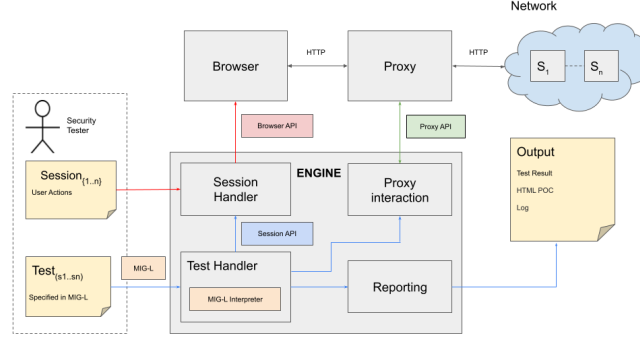 Network
Browser
HTTP
Proxy
HTTP
S1
Sn
Security
Tester
Browser API
Proxy API
Session{1..n}
User Actions
ENGINE
Session
Handler
Proxy
interaction
Output
Test Result
HTML POC
Log
Session API
Test(s1..sn)
Specified in MIG-L
MIG-L
Test Handler
MIG-L Interpreter
Reporting